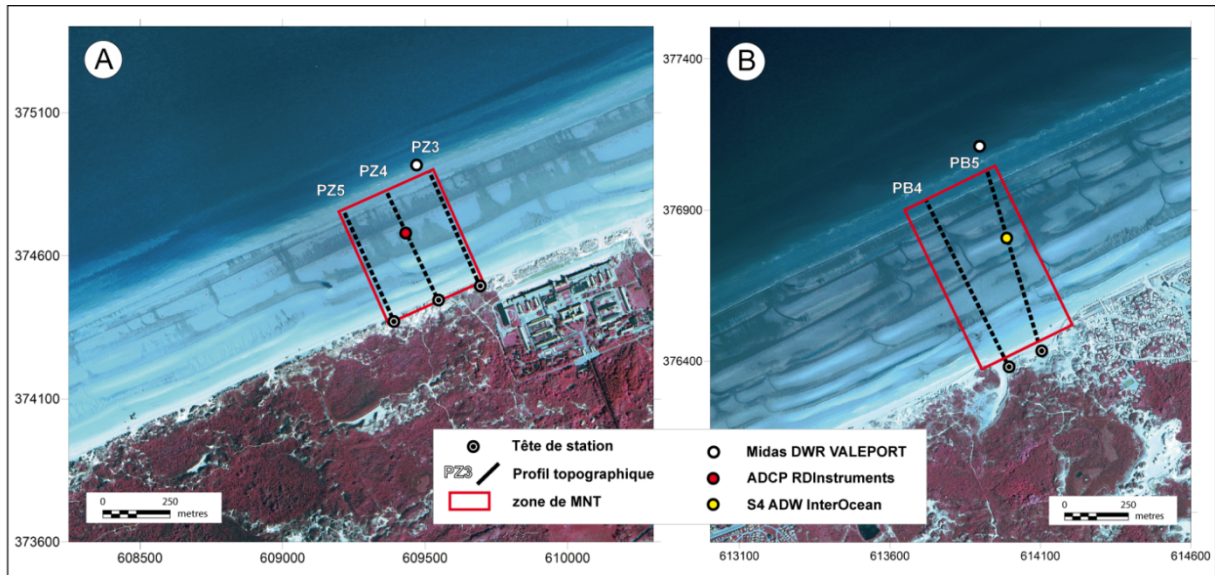 A
B
375100
374600
374100
373600
608500
609000
609500
610000
PZ3
PZ4
PZ5
0
250
metres
377400
376900
376400
613100
613600
614100
614600
PB5
PB4
0
250
metres
Tête de station
PZ3
Profil topographique
zone de MNT
Midas DWR VALEPORT
ADCP RDInstruments
S4 ADW InterOcean